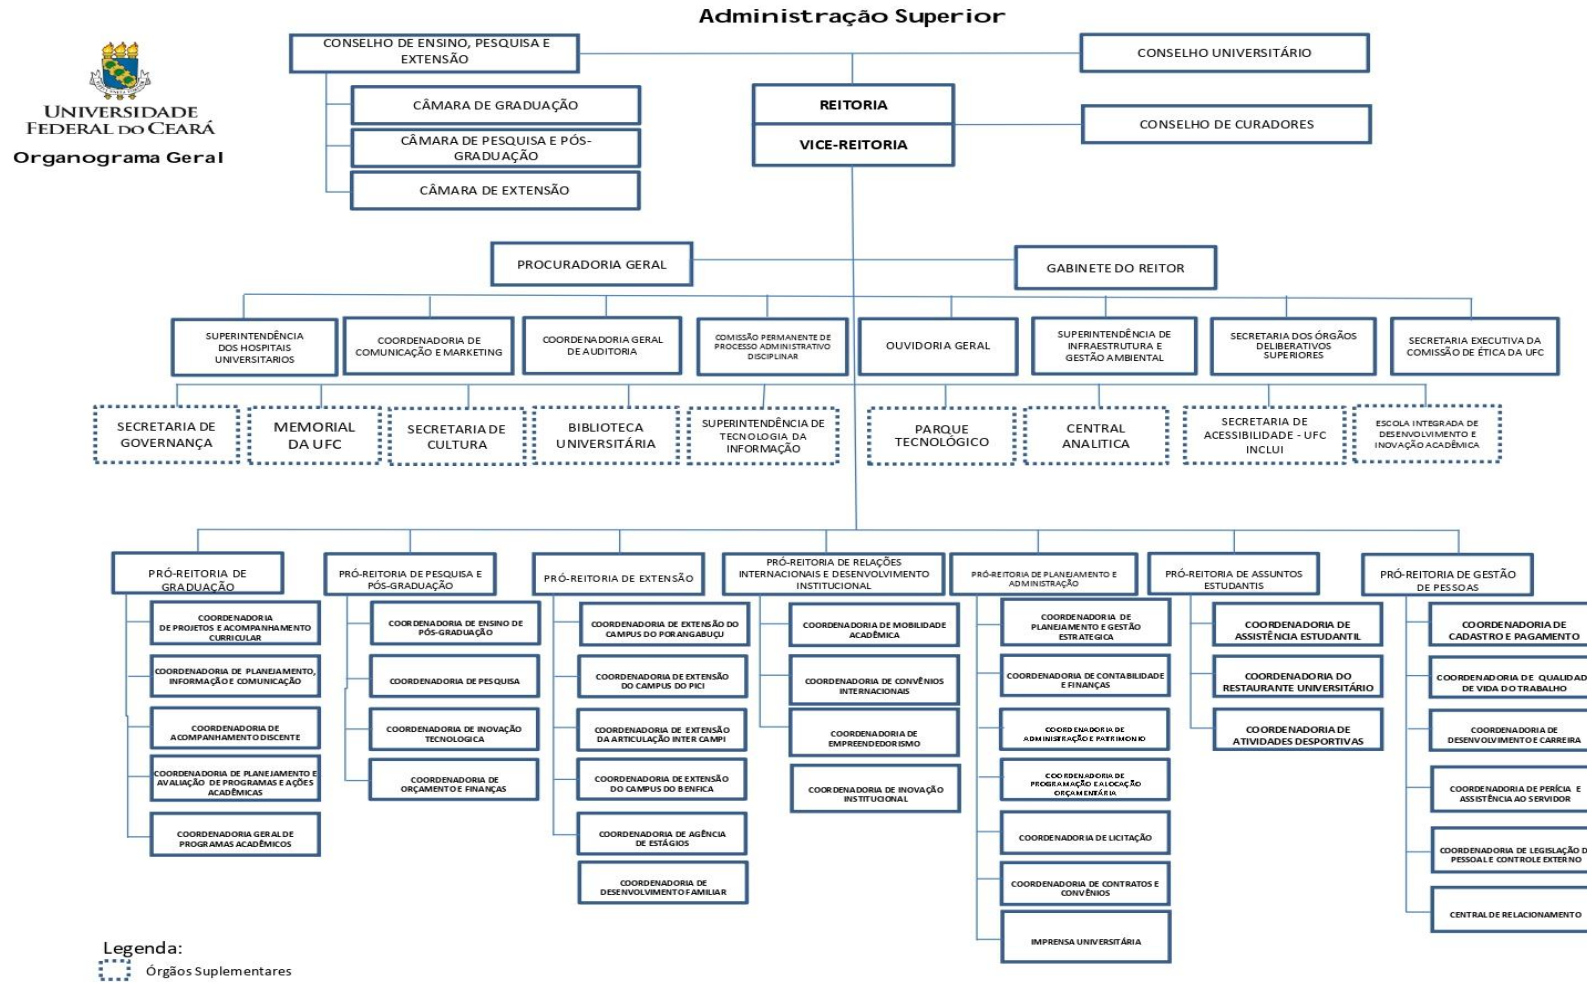 Administração Superior
UNIVERSIDADE
FEDERAL DO CEARÁ
Organograma Geral
CONSELHO DE ENSINO, PESQUISA E
EXTENSÃO
CONSELHO UNIVERSITÁRIO
CÂMARA DE GRADUAÇÃO
CÂMARA DE PESQUISA E PÓS-
GRADUAÇÃO
CÂMARA DE EXTENSÃO
REITORIA
VICE-REITORIA
CONSELHO DE CURADORES
PROCURADORIA GERAL
GABINETE DO REITOR
SUPERINTENDÊNCIA
DOS HOSPITAIS
UNIVERSITARIOS
COORDENADORIA DE
COMUNICAÇÃO E MARKETING
COORDENADORIA GERAL
DE AUDITORIA
COMISSÃO PERMANENTE DE
PROCESSO ADMINISTRATIVO
DISCIPLINAR
OUVIDORIA GERAL
SUPERINTENDÊNCIA DE
INFRAESTRUTURA E
GESTÃO AMBIENTAL
SECRETARIA DOS ÓRGÃOS
DELIBERATIVOS
SUPERIORES
SECRETARIA EXECUTIVA DA
COMISSÃO DE ÉTICA DA UFC
SECRETARIA DE
GOVERNANÇA
MEMORIAL
DA UFC
SECRETARIA DE
CULTURA
BIBLIOTECA
UNIVERSITÁRIA
SUPERINTENDÊNCIA DE
TECNOLOGIA DA
INFORMAÇÃO
PARQUE
TECNOLÓGICO
CENTRAL
ANALITICA
SECRETARIA DE
ACESSIBILIDADE - UFC
INCLUI
ESCOLA INTEGRADA DE
DESENVOLVIMENTO E
INOVAÇÃO ACADÊMICA
PRÓ-REITORIA DE
GRADUAÇÃO
COORDENADORIA
DE PROJETOS E ACOMPANHAMENTO
CURRICULAR
COORDENADORIA DE PLANEJAMENTO,
INFORMAÇÃO E COMUNICAÇÃO
COORDENADORIA DE
ACOMPANHAMENTO DISCENTE
COORDENADORIA DE PLANEJAMENTO E
AVALIAÇÃO DE PROGRAMAS E AÇÕES
ACADÊMICAS
COORDENADORIA GERAL DE
PROGRAMAS ACADÊMICOS
PRÓ-REITORIA DE PESQUISA E
PÓS-GRADUAÇÃO
COORDENADORIA DE ENSINO DE
PÓS-GRADUAÇÃO
COORDENADORIA DE PESQUISA
COORDENADORIA DE INOVAÇÃO
TECNOLOGICA
COORDENADORIA DE
ORÇAMENTO E FINANÇAS
PRÓ-REITORIA DE EXTENSÃO
COORDENADORIA DE EXTENSÃO DO
CAMPUS DO PORANGABUÇU
COORDENADORIA DE EXTENSÃO
DO CAMPUS DO PICI
COORDENADORIA DE EXTENSÃO
DA ARTICULAÇÃO INTER CAMPI
COORDENADORIA DE EXTENSÃO
DO CAMPUS DO BENFICA
COORDENADORIA DE AGÊNCIA
DE ESTÁGIOS
COORDENADORIA DE
DESENVOLVIMENTO FAMILIAR
PRÓ-REITORIA DE RELAÇÕES
INTERNACIONAIS E DESENVOLVIMENTO
INSTITUCIONAL
COORDENADORIA DE MOBILIDADE
ACADÊMICA
COORDENADORIA DE CONVÊNIOS
INTERNACIONAIS
COORDENADORIA DE
EMPREENDEDORISMO
COORDENADORIA DE INOVAÇÃO
INSTITUCIONAL
PRÓ-REITORIA DE PLANEJAMENTO E
ADMINISTRAÇÃO
COORDENADORIA DE
PLANEJAMENTO E GESTÃO
ESTRATEGICA
COORDENADORIA DE CONTABILIDADE
E FINANÇAS
COORDENADORIA DE
ADMINISTRAÇÃO E PATRIMONIO
COORDENADORIA DE
PROGRAMAÇÃO E ALOCAÇÃO
ORÇAMENTÁRIA
COORDENADORIA DE LICITAÇÃO
COORDENADORIA DE CONTRATOS E
CONVÊNIOS
IMPRENSA UNIVERSITÁRIA
PRÓ-REITORIA DE ASSUNTOS
ESTUDANTIS
COORDENADORIA DE
ASSISTÊNCIA ESTUDANTIL
COORDENADORIA DO
RESTAURANTE UNIVERSITÁRIO
COORDENADORIA DE
ATIVIDADES DESPORTIVAS
PRÓ-REITORIA DE GESTÃO
DE PESSOAS
COORDENADORIA DE
CADASTRO E PAGAMENTO
COORDENADORIA DE QUALIDAD
DE VIDA DO TRABALHO
COORDENADORIA DE
DESENVOLVIMENTO E CARREIRA
COORDENADORIA DE PERÍCIA E
ASSISTÊNCIA AO SERVIDOR
COORDENADORIA DE LEGISLAÇÃO D
PESSOAL E CONTROLE EXTERNO
CENTRAL DE RELACIONAMENTO
Legenda:
Órgãos Suplementares